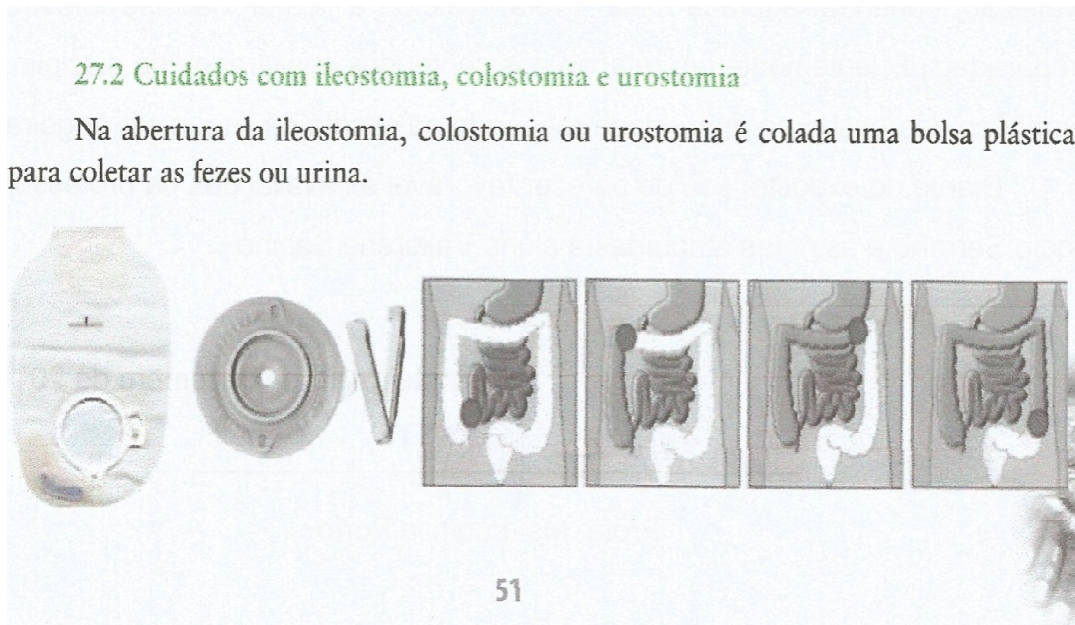 27.2 Cuidados com ileostomia, colostomia e urostomia
Na abertura da ileostomia, colostomia ou urostomia é colada uma bolsa plástica
para coletar as fezes ou urina.
51